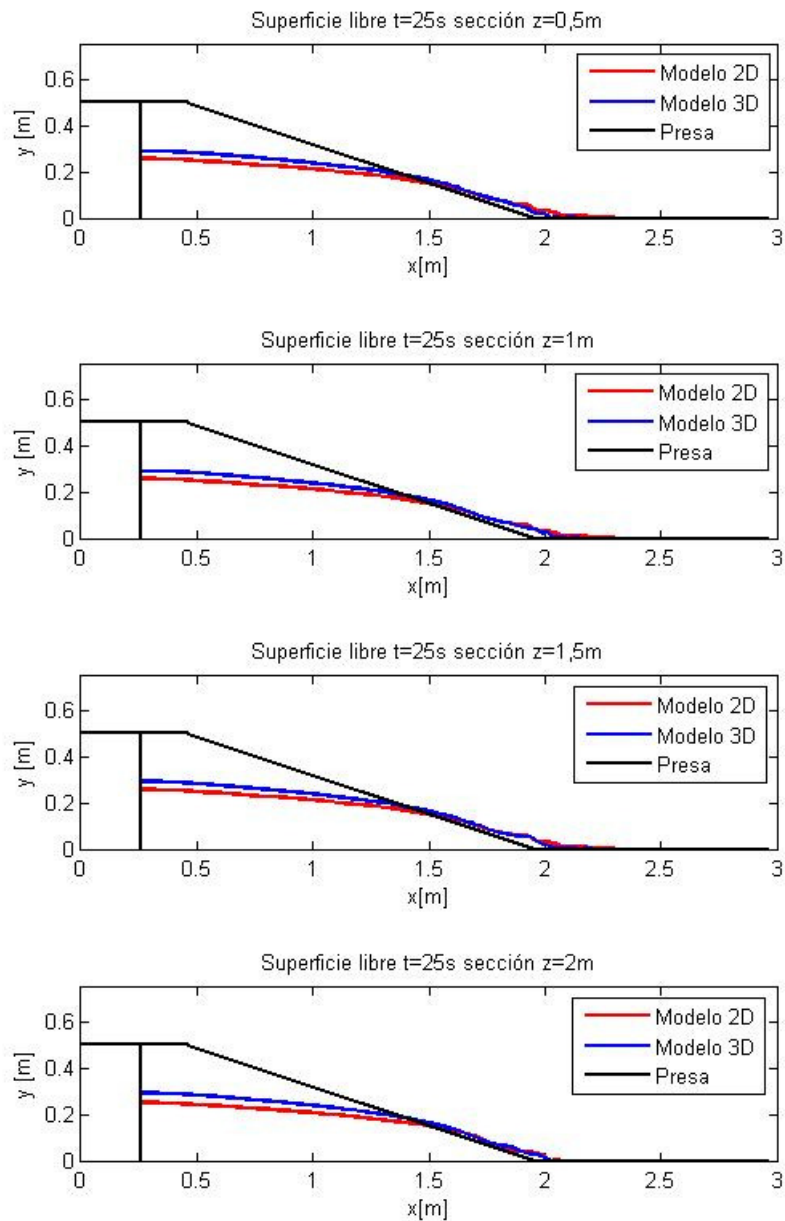 Superficie libre t=25s sección z=0,5m
y [m]
0.6
0.4
0.2
0
Modelo 2D
Modelo 3D
Presa
0 0.5 1 1.5 2 2.5 3
x[m]
Superficie libre t=25s sección z=1m
y [m]
0.6
0.4
0.2
0
Modelo 2D
Modelo 3D
Presa
0 0.5 1 1.5 2 2.5 3
x[m]
Superficie libre t=25s sección z=1,5m
y [m]
0.6
0.4
0.2
0
Modelo 2D
Modelo 3D
Presa
0 0.5 1 1.5 2 2.5 3
x[m]
Superficie libre t=25s sección z=2m
y [m]
0.6
0.4
0.2
0
Modelo 2D
Modelo 3D
Presa
0 0.5 1 1.5 2 2.5 3
x[m]